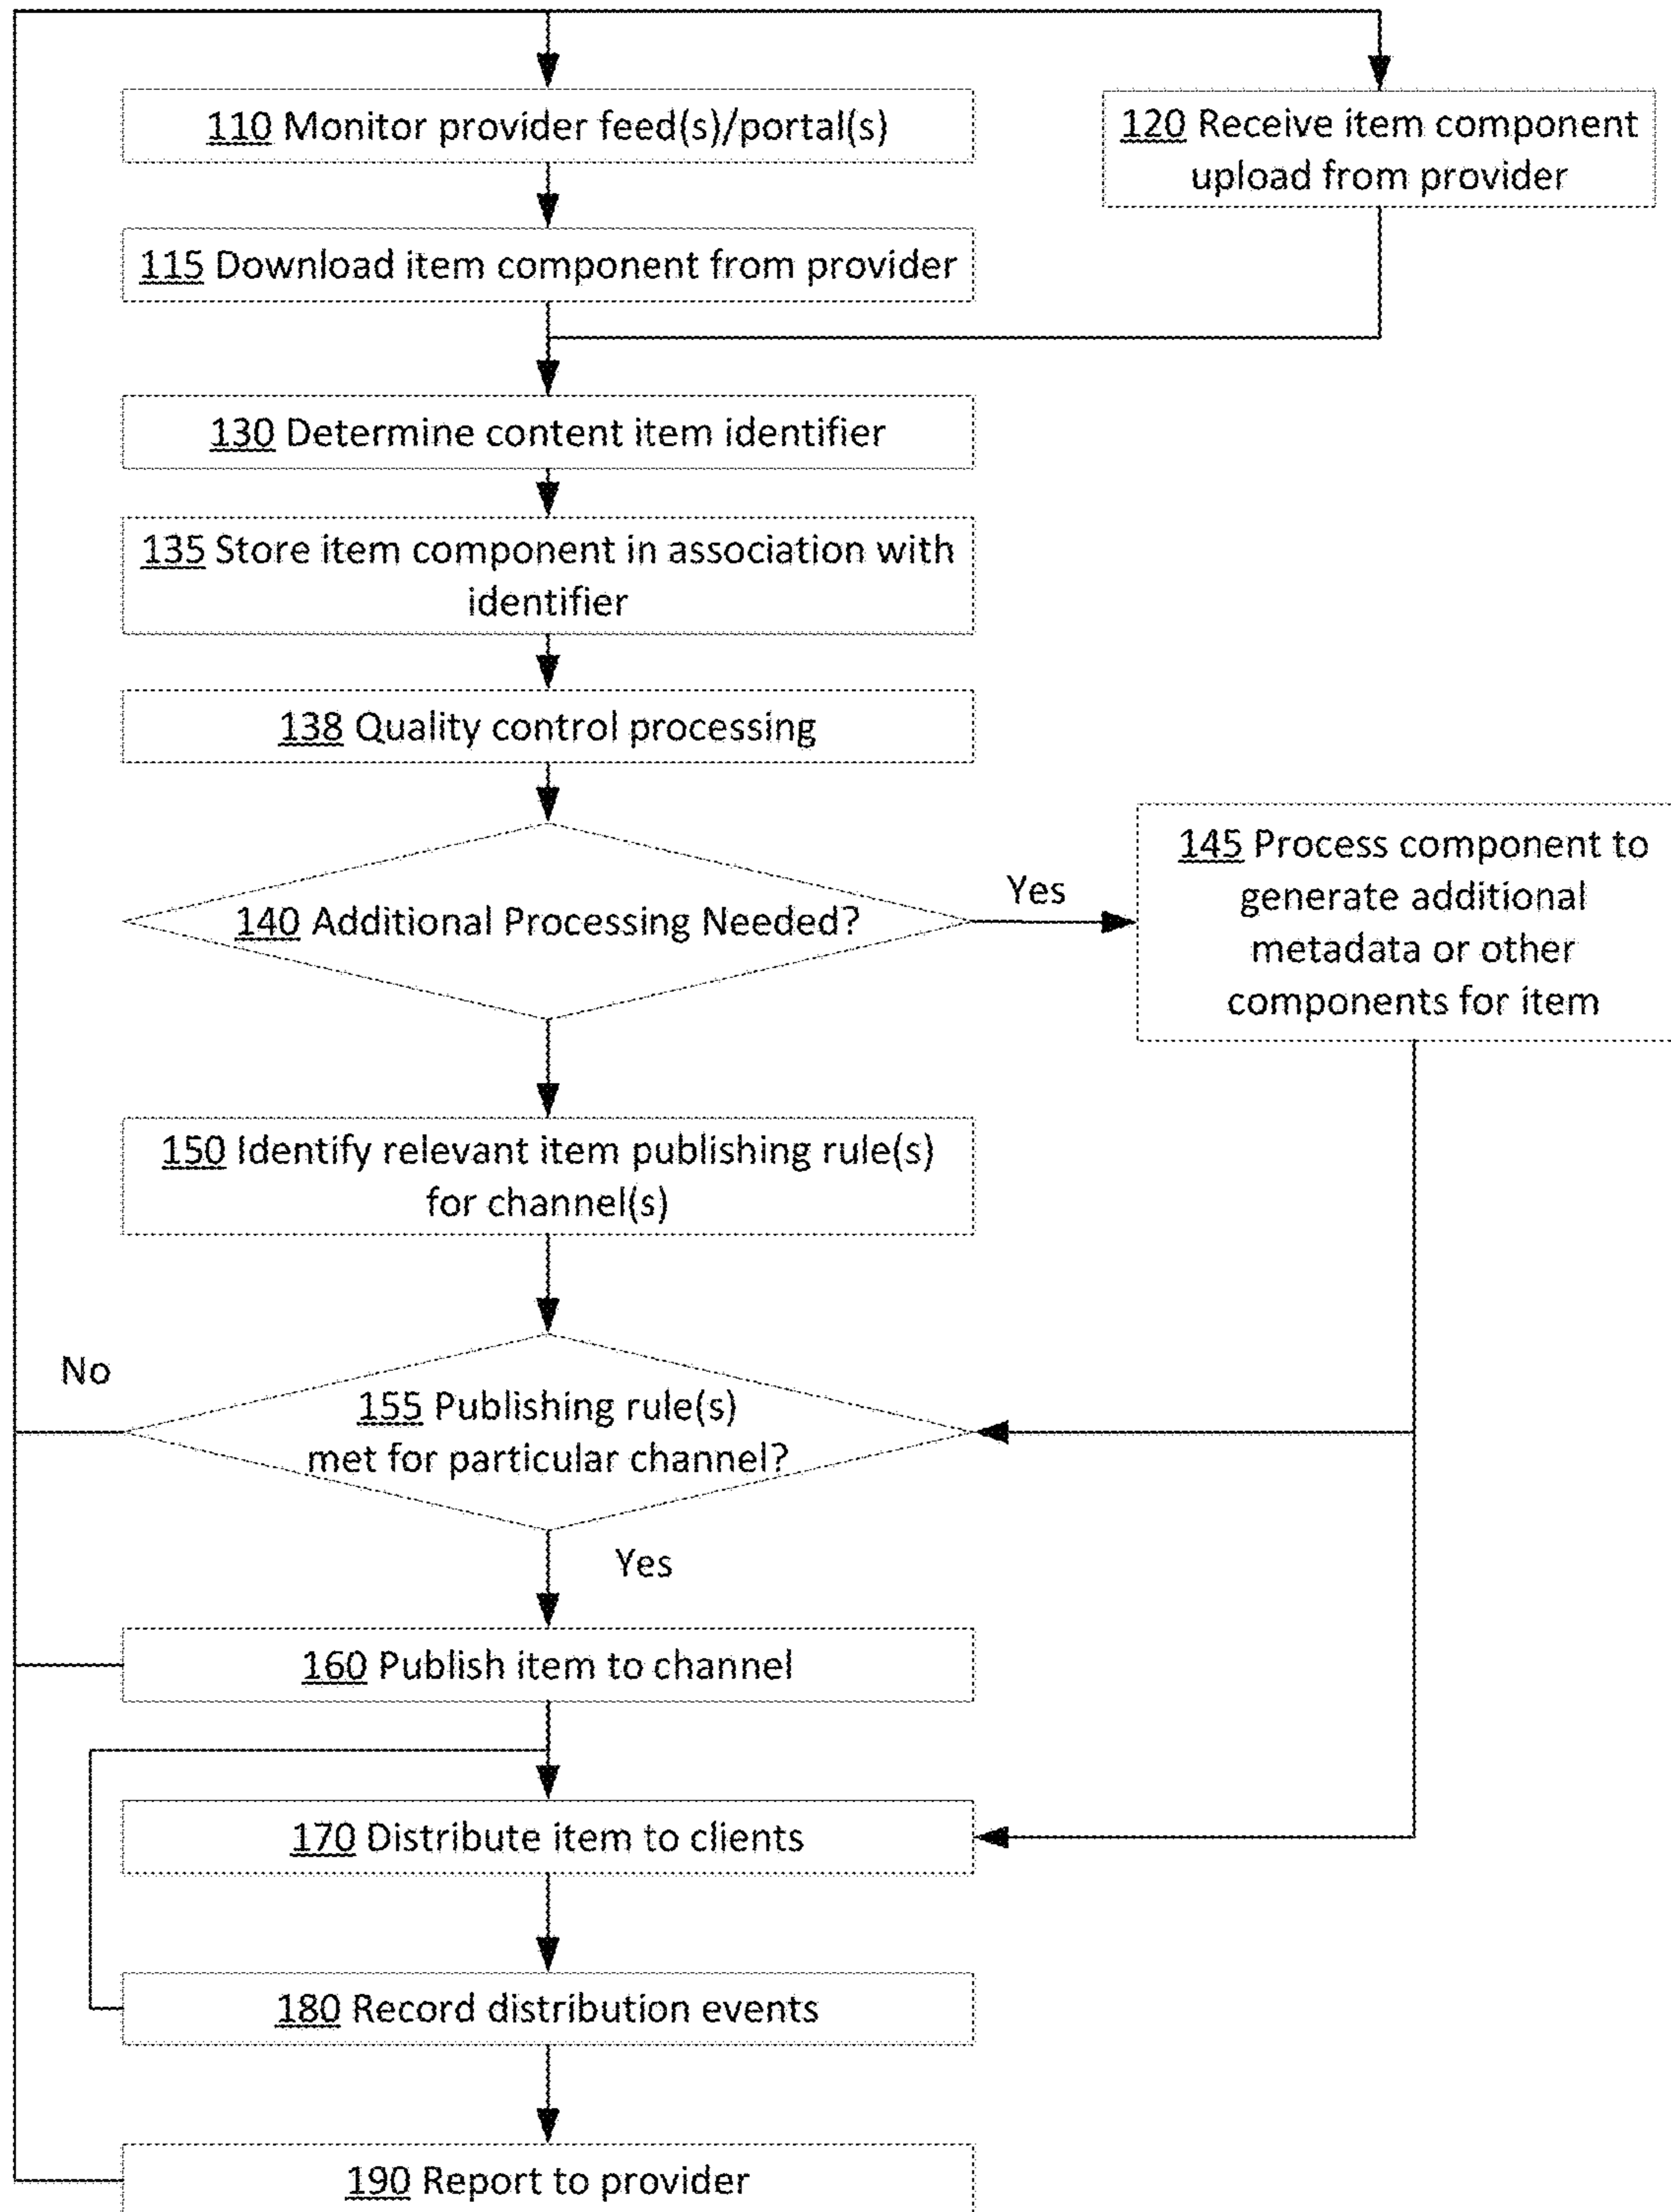 110 Monitor provider feed(s)/portal(s)
120 Receive item component
upload from provider
115 Download item component from provider
130 Determine content item identifier
135 Store item component in association with
identifier
138 Quality control processing
140 Additional Processing Needed?
Yes
145 Process component to
generate additional
metadata or other
components for item
150 Identify relevant item publishing rule(s)
for channel(s)
No
155 Publishing rule(s)
met for particular channel?
Yes
160 Publish item to channel
170 Distribute item to clients
180 Record distribution events
190 Report to provider